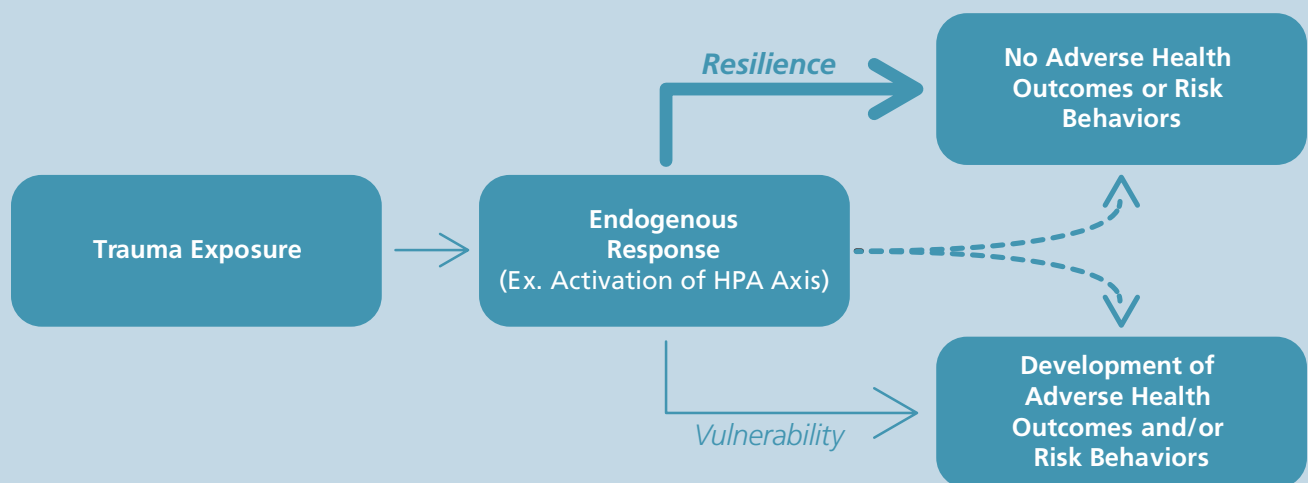 Resilience
No Adverse Health
Outcomes or Risk
Behaviors
Trauma Exposure
Endogenous
Response
(Ex. Activation of HPA Axis)
Vulnerability
Development of
Adverse Health
Outcomes and/or
Risk Behaviors